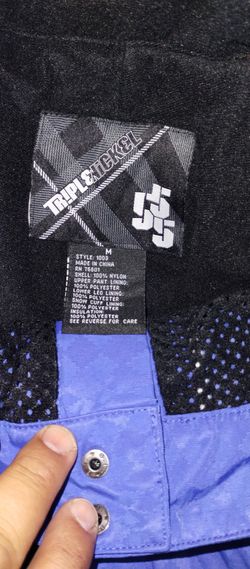 TRIPLE NICKEL
555
M
STYLE: 1003
MADE IN CHINA
RN 76601
SHELL: 100% NYLON
UPPER PANT LINING:
100% POLYESTER
LOWER LEG LINING:
100% POLYESTER
SNOW CUFF LINING:
100% POLYESTER
INSULATION:
100% POLYESTER
SEE REVERSE FOR CARE